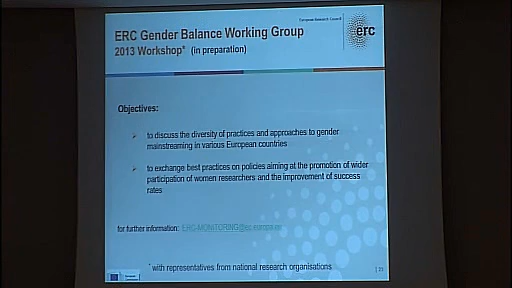 European Research Council
erc
ERC Gender Balance Working Group
2013 Workshop* (in preparation)
Objectives:
to discuss the diversity of practices and approaches to gender
mainstreaming in various European countries
to exchange best practices on policies aiming at the promotion of wider
participation of women researchers and the improvement of success
rates
for further information: ERC-MONITORING@ec.europa.eu
*with representatives from national research organisations
European
Commission